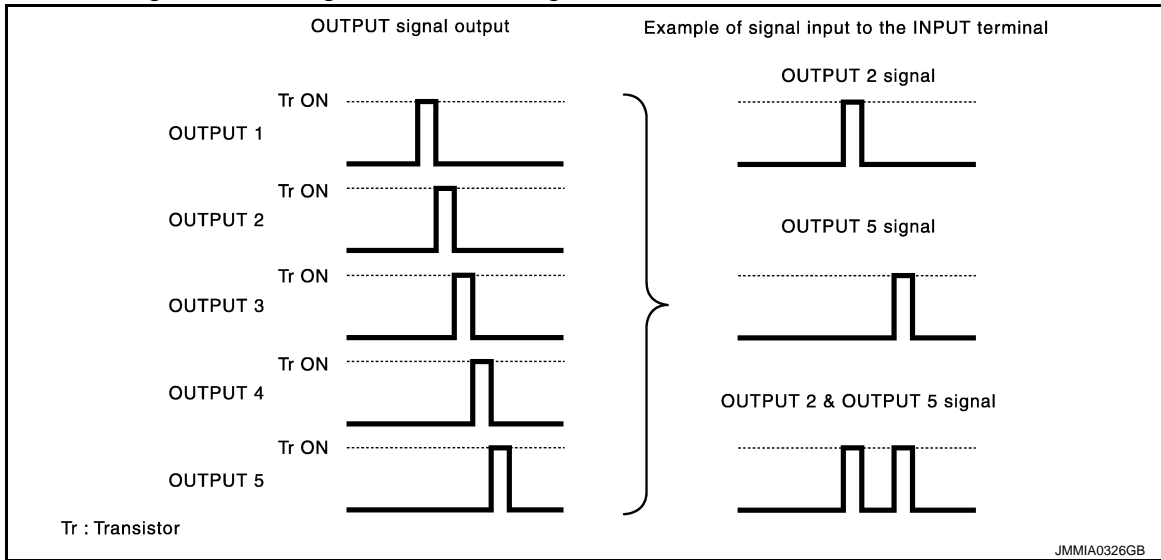 OUTPUT signal output
Example of signal input to the INPUT terminal
OUTPUT 1
Tr ON
OUTPUT 2
Tr ON
OUTPUT 3
Tr ON
OUTPUT 4
Tr ON
OUTPUT 5
Tr ON
OUTPUT 2 signal
OUTPUT 5 signal
OUTPUT 2 & OUTPUT 5 signal
Tr : Transistor
JMMIA0326GB